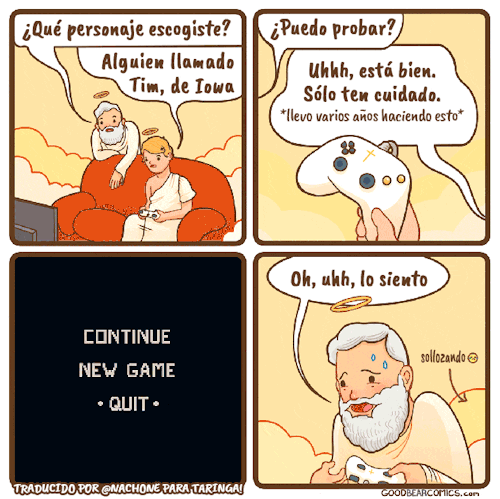 ¿Qué personaje escogiste?
Alguien llamado
Tim, de Iowa
¿Puedo probar?
Uhhh, está bien.
Sólo ten cuidado.
*llevo varios años haciendo esto*
CONTINUE
NEW GAME
• QUIT •
Oh, uhh, lo siento
sollozando
TRADUCIDO POR @NACHONE PARA TARINGA!
GOODBEARCOMICS.com